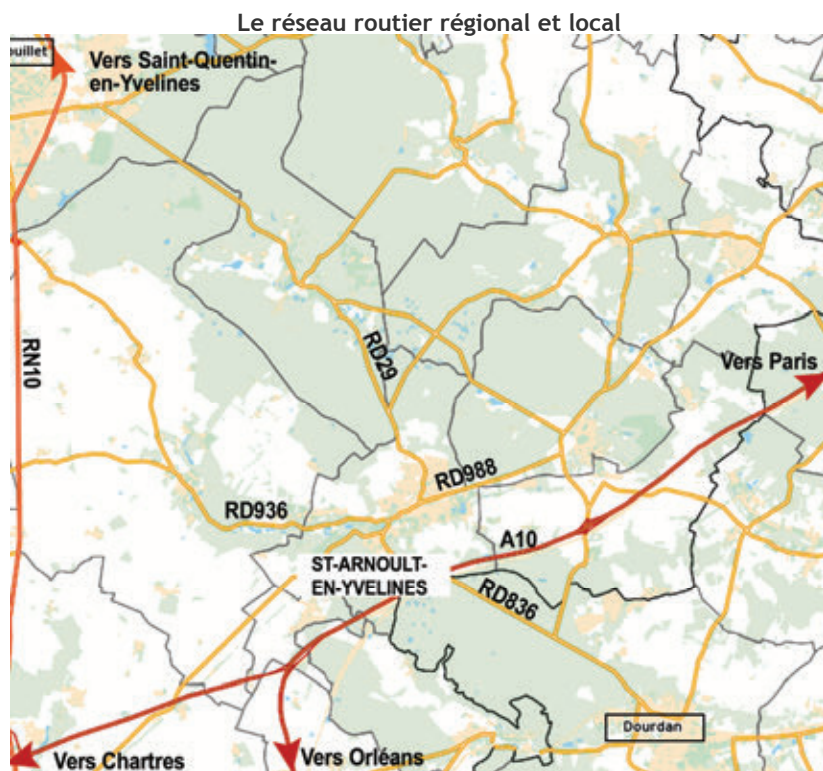 Le réseau routier régional et local
Vers Saint-Quentin-
en-Yvelines
RN10
RD29
Vers Paris
RD988
RD936
A10
ST-ARNOULT-
EN-YVELINES
RD836
Dourdan
Vers Chartres
Vers Orléans